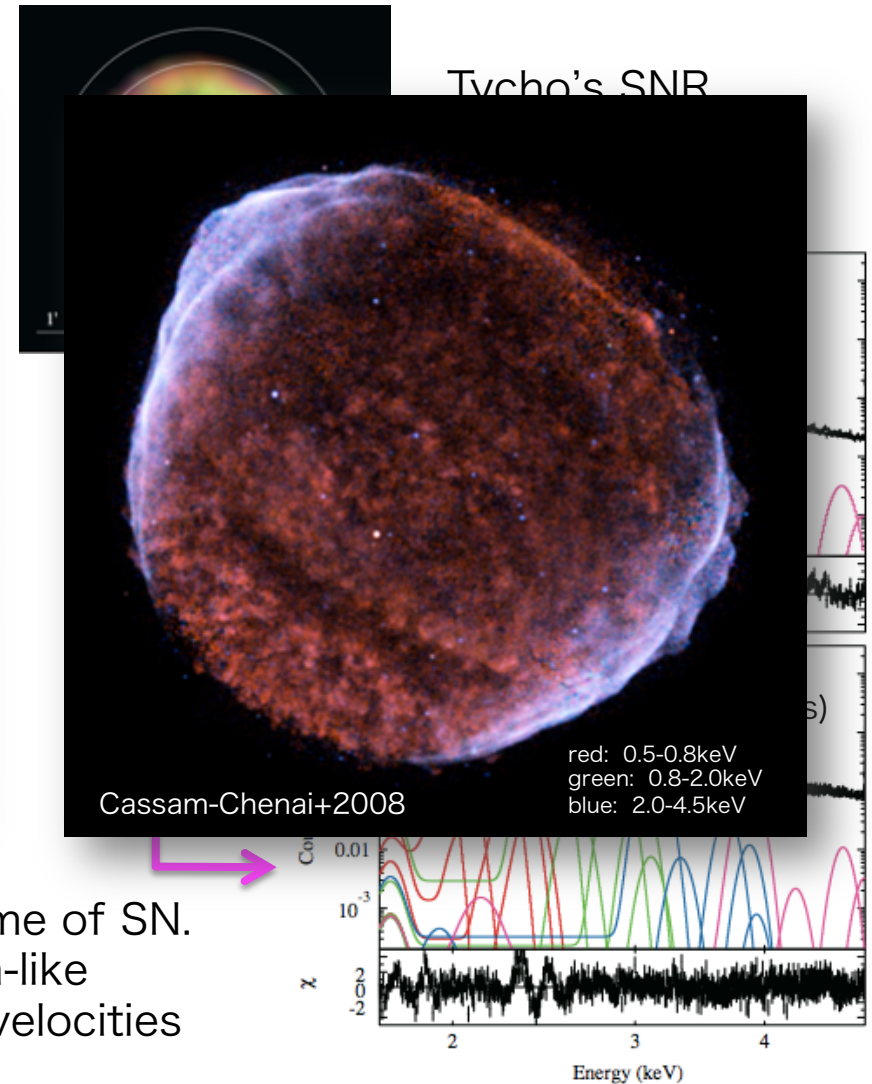 Tycho's SNR
1'
s)
red: 0.5-0.8keV
green: 0.8-2.0keV
blue: 2.0-4.5keV
Cassam-Chenai+2008
0.01
10⁻³
me of SN.
-like
velocities
χ
2
0
-2
2 3 4
Energy (keV)